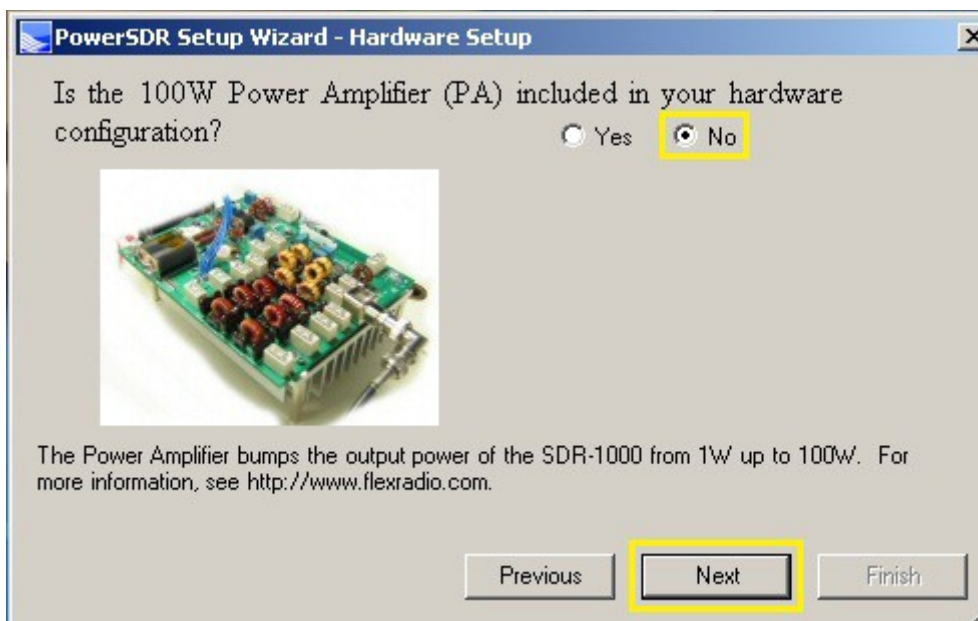 PowerSDR Setup Wizard - Hardware Setup
Is the 100W Power Amplifier (PA) included in your hardware
configuration?
Yes
No
The Power Amplifier bumps the output power of the SDR-1000 from 1W up to 100W. For
more information, see http://www.flexradio.com.
Previous
Next
Finish